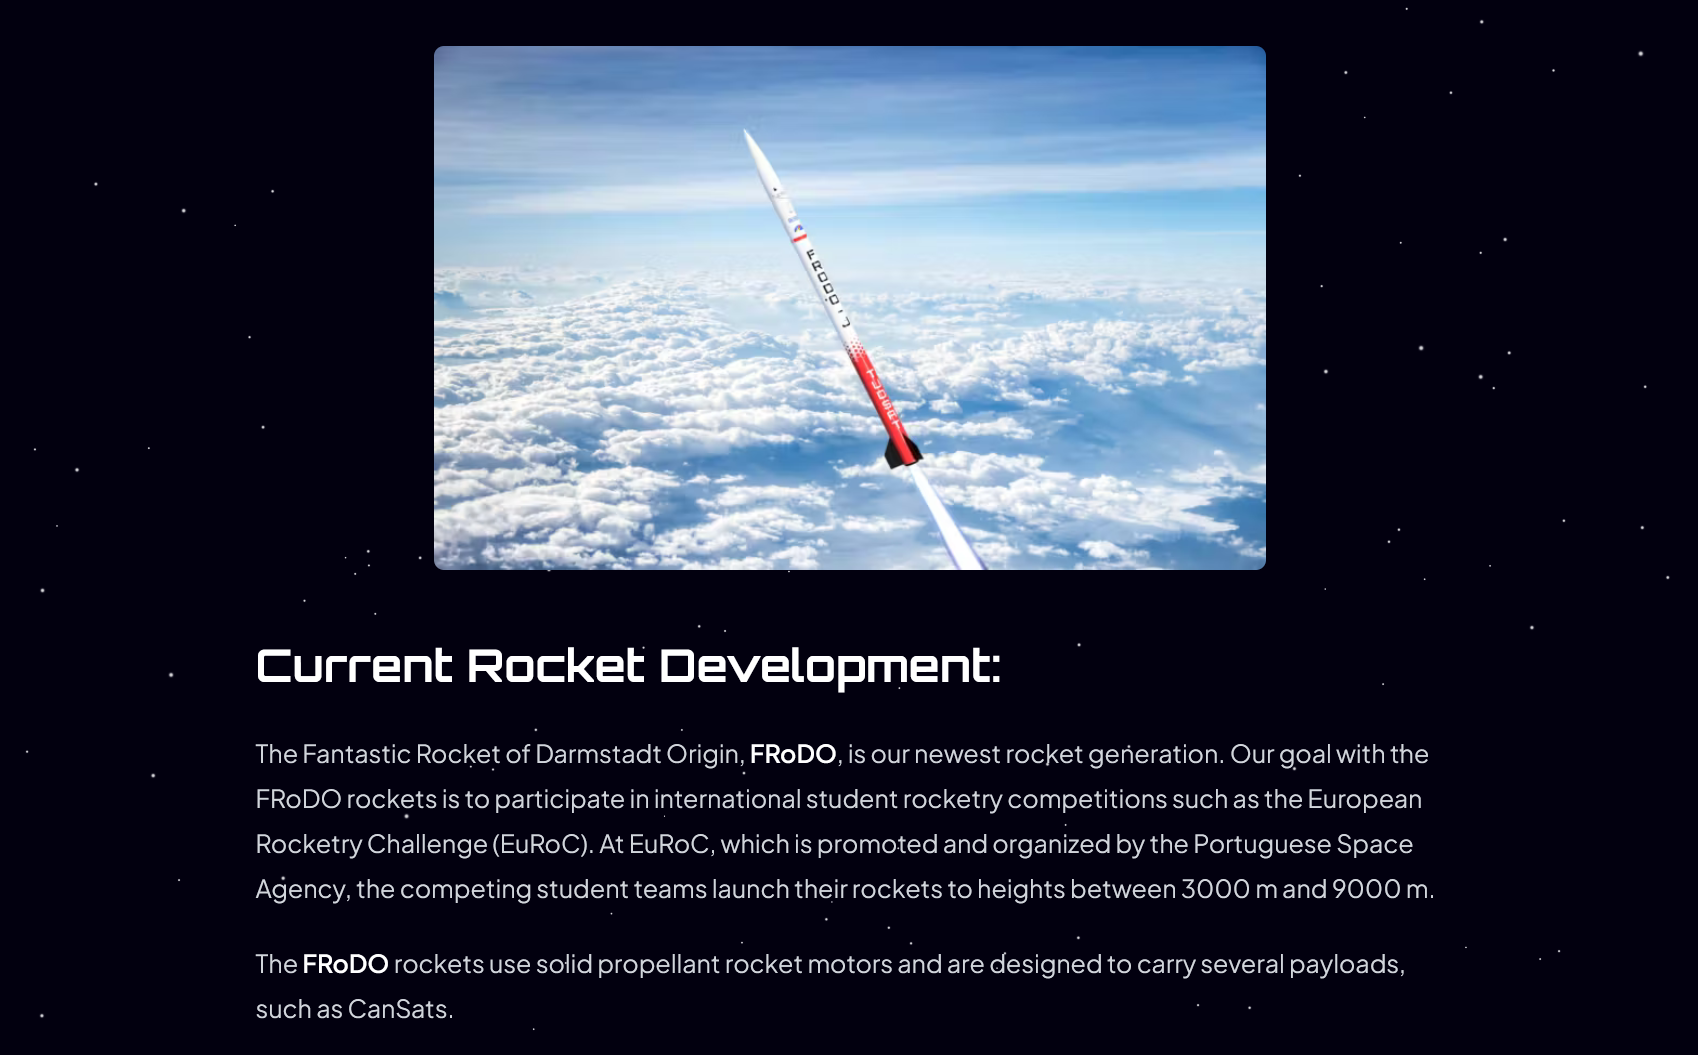 FRODO
TUDSAT
Current Rocket Development:
The Fantastic Rocket of Darmstadt Origin, FRoDO, is our newest rocket generation. Our goal with the
FRoDO rockets is to participate in international student rocketry competitions such as the European
Rocketry Challenge (EuRoC). At EuRoC, which is promoted and organized by the Portuguese Space
Agency, the competing student teams launch their rockets to heights between 3000 m and 9000 m.
The FRoDO rockets use solid propellant rocket motors and are designed to carry several payloads,
such as CanSats.